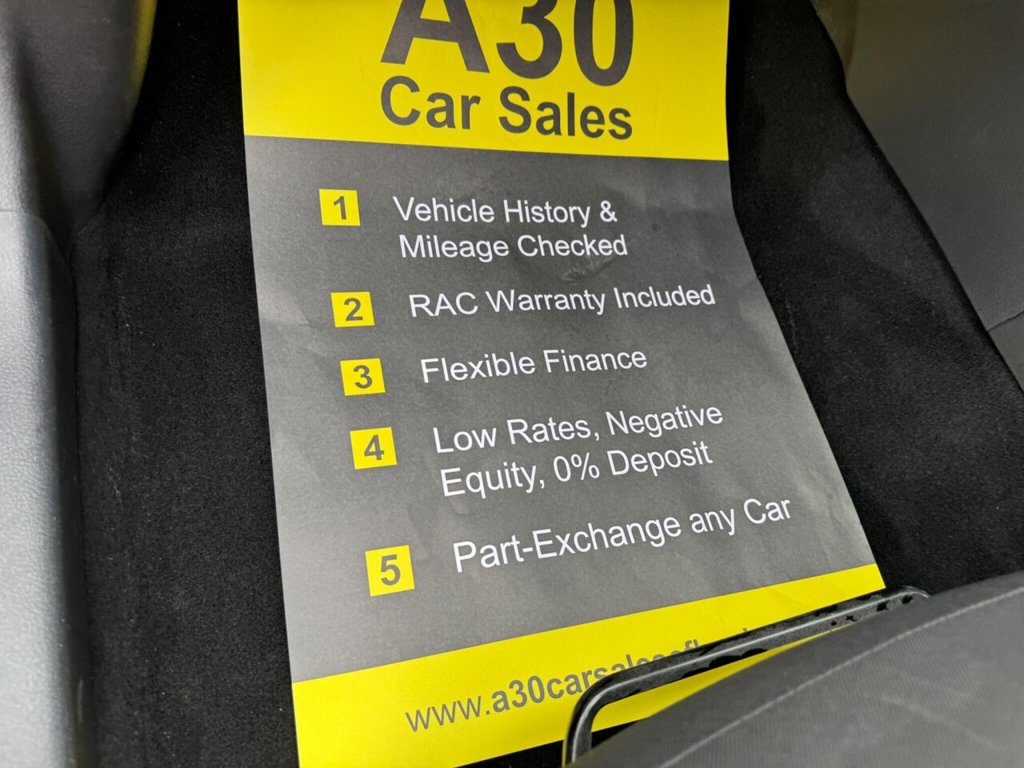 A30
Car Sales
1 Vehicle History &
Mileage Checked
2 RAC Warranty Included
3 Flexible Finance
4 Low Rates, Negative
Equity, 0% Deposit
5 Part-Exchange any Car